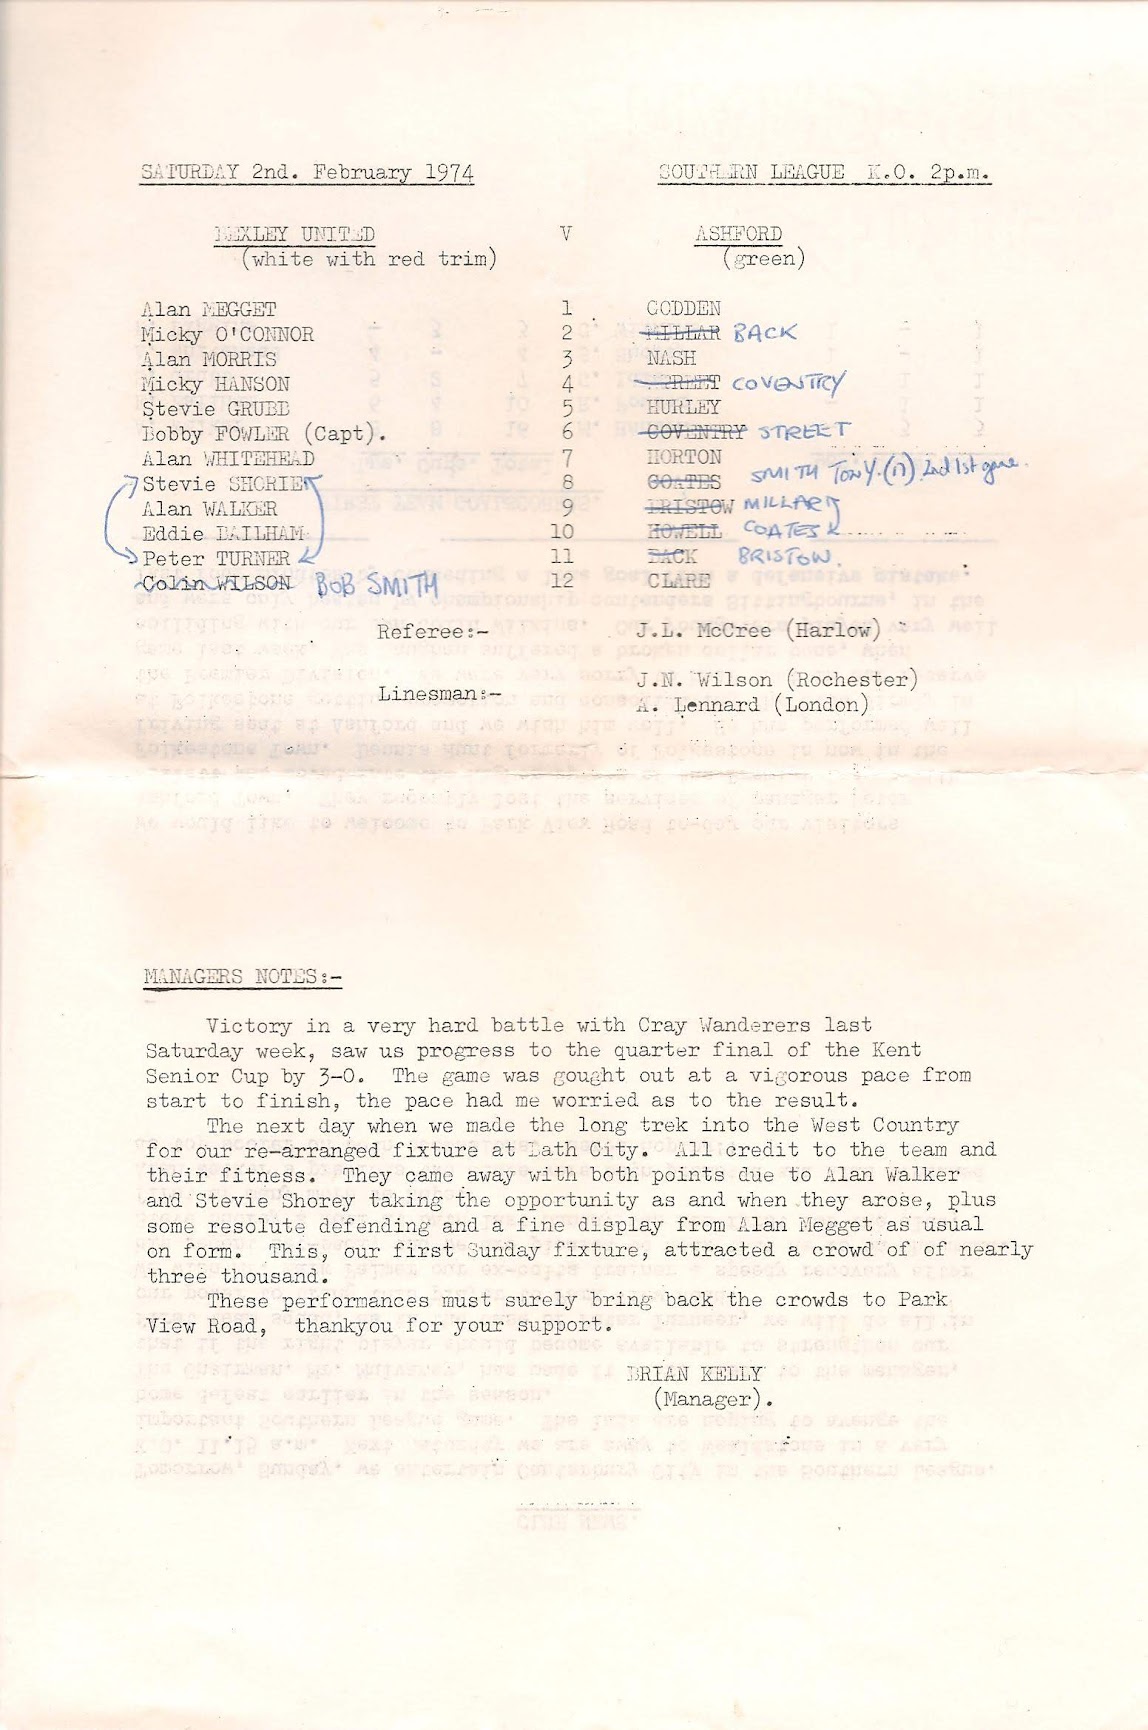 SATURDAY 2nd. February 1974 SOUTHERN LEAGUE K.O. 2p.m.
BEXLEY UNITED V ASHFORD
(white with red trim) (green)
Alan MEGGET 1 GODDEN
Micky O'CONNOR 2 MILLAR BACK
Alan MORRIS 3 NASH
Micky HANSON 4 STREET COVENTRY
Stevie GRUBB 5 HURLEY
Bobby FOWLER (Capt). 6 COVENTRY STREET
Alan WHITEHEAD 7 HORTON
Stevie SHORIE 8 COATES SMITH TONY. (17) 2nd 1st game.
Alan WALKER 9 BRISTOW MILLAR
Eddie DAILHAM 10 HOWELL COATES
Peter TURNER 11 BACK BRISTOW.
Colin WILSON BOB SMITH 12 CLARE
Referee:- J.L. McCree (Harlow)
Linesman:- J.N. Wilson (Rochester)
A. Lennard (London)
MANAGERS NOTES:-
Victory in a very hard battle with Cray Wanderers last
Saturday week, saw us progress to the quarter final of the Kent
Senior Cup by 3-0. The game was gought out at a vigorous pace from
start to finish, the pace had me worried as to the result.
The next day when we made the long trek into the West Country
for our re-arranged fixture at Bath City. All credit to the team and
their fitness. They came away with both points due to Alan Walker
and Stevie Shorey taking the opportunity as and when they arose, plus
some resolute defending and a fine display from Alan Megget as usual
on form. This, our first Sunday fixture, attracted a crowd of of nearly
three thousand.
These performances must surely bring back the crowds to Park
View Road, thankyou for your support.
BRIAN KELLY
(Manager).